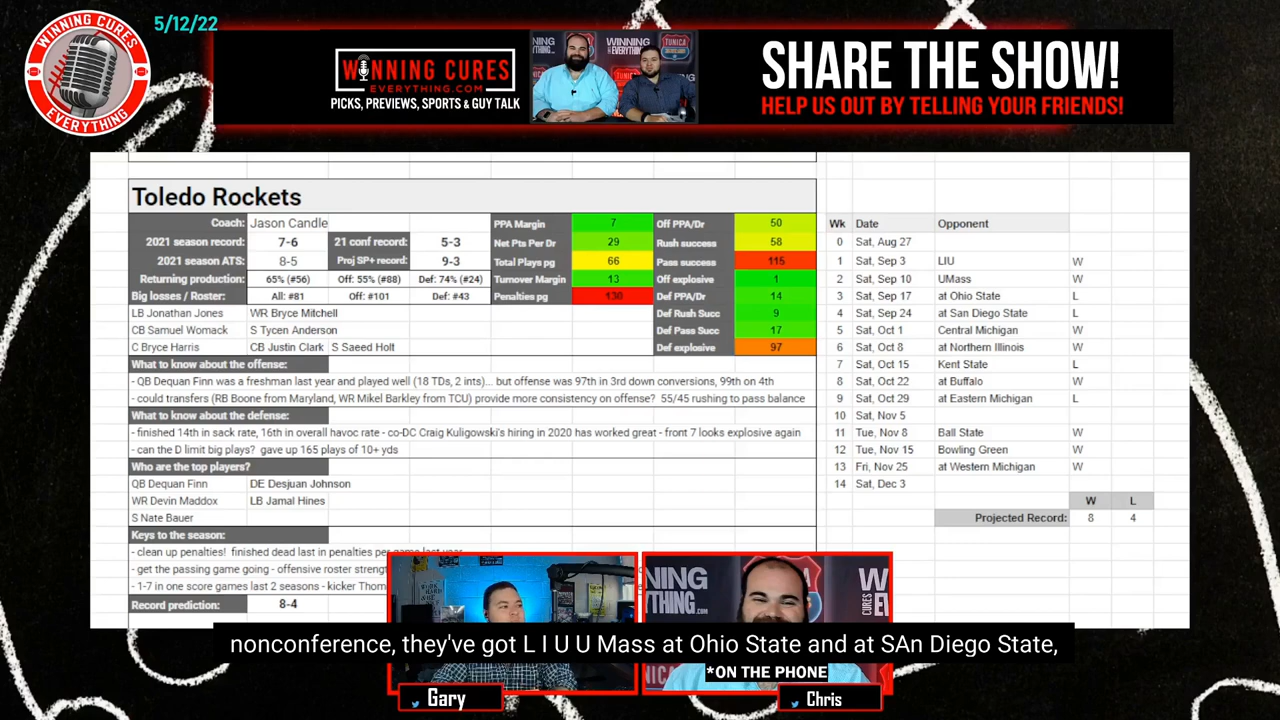 5/12/22
WINNING CURES
EVERYTHING
WINNING CURES
EVERYTHING.COM
PICKS, PREVIEWS, SPORTS & GUY TALK
SHARE THE SHOW!
HELP US OUT BY TELLING YOUR FRIENDS!
Toledo Rockets
Coach: Jason Candle PPA Margin 7 Off PPA/Dr 50
2021 season record: 7-6 21 conf record: 5-3 Net Pts Per Dr 29 Rush success 58
2021 season ATS: 8-5 Proj SP+ record: 9-3 Total Plays pg 66 Pass success 115
Returning production: 65% (#56) Off: 55% (#88) Def: 74% (#24) Turnover Margin 13 Off explosive 1
Big losses / Roster: All: #81 Off: #101 Def: #43 Penalties pg 130 Def PPA/Dr 14
LB Jonathan Jones WR Bryce Mitchell Def Rush Succ 9
CB Samuel Womack S Tycen Anderson Def Pass Succ 17
C Bryce Harris CB Justin Clark S Saeed Holt Def explosive 97
What to know about the offense:
- QB Dequan Finn was a freshman last year and played well (18 TDs, 2 ints)... but offense was 97th in 3rd down conversions, 99th on 4th
- could transfers (RB Boone from Maryland, WR Mikel Barkley from TCU) provide more consistency on offense? 55/45 rushing to pass balance
What to know about the defense:
- finished 14th in sack rate, 16th in overall havoc rate - co-DC Craig Kuligowski's hiring in 2020 has worked great - front 7 looks explosive again
- can the D limit big plays? gave up 165 plays of 10+ yds
Who are the top players?
QB Dequan Finn DE Desjuan Johnson
WR Devin Maddox LB Jamal Hines
S Nate Bauer
Keys to the season:
- clean up penalties! finished dead last in penalties per game last year
- get the passing game going - offensive roster strengt
- 1-7 in one score games last 2 seasons - kicker Thom
Record prediction: 8-4
Wk Date Opponent
0 Sat, Aug 27
1 Sat, Sep 3 LIU W
2 Sat, Sep 10 UMass W
3 Sat, Sep 17 at Ohio State L
4 Sat, Sep 24 at San Diego State L
5 Sat, Oct 1 Central Michigan W
6 Sat, Oct 8 at Northern Illinois W
7 Sat, Oct 15 Kent State L
8 Sat, Oct 22 at Buffalo W
9 Sat, Oct 29 at Eastern Michigan L
10 Sat, Nov 5
11 Tue, Nov 8 Ball State W
12 Tue, Nov 15 Bowling Green W
13 Fri, Nov 25 at Western Michigan W
14 Sat, Dec 3
W L
Projected Record: 8 4
nonconference, they've got L I U U Mass at Ohio State and at SAn Diego State,
*ON THE PHONE
Gary
Chris